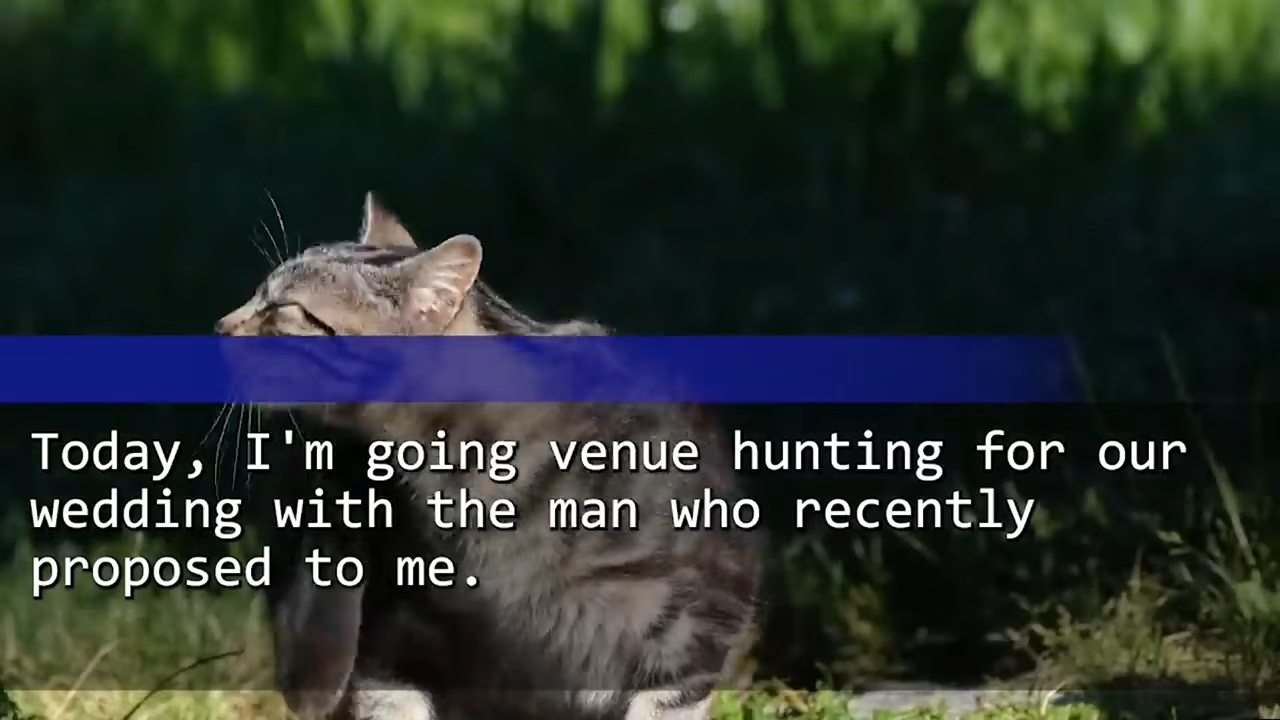 Today, I'm going venue hunting for our
wedding with the man who recently
proposed to me.